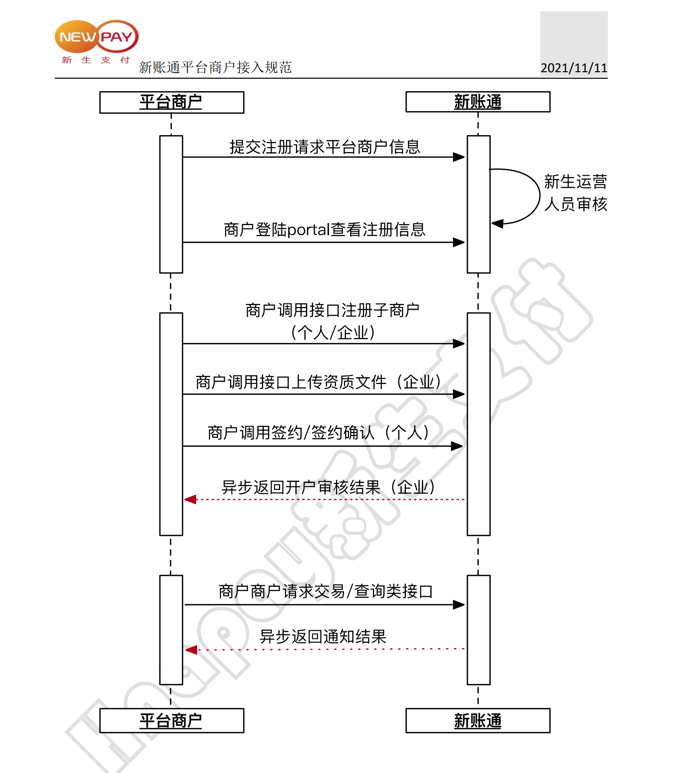 NEW PAY
新 生 支 付
新账通平台商户接入规范
2021/11/11
平台商户
新账通
提交注册请求平台商户信息
新生运营
人员审核
商户登陆portal查看注册信息
商户调用接口注册子商户
（个人/企业）
商户调用接口上传资质文件（企业）
商户调用签约/签约确认（个人）
异步返回开户审核结果（企业）
商户商户请求交易/查询类接口
异步返回通知结果
平台商户
新账通
Hnapay新生支付